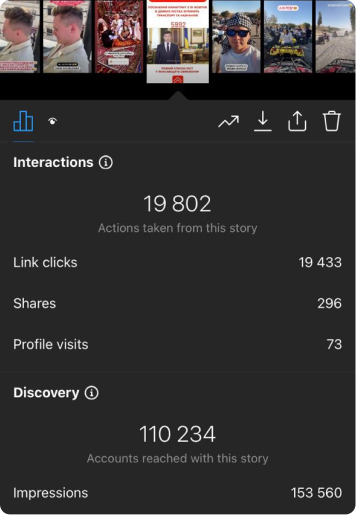 5992
Interactions
19 802
Actions taken from this story
Link clicks 19 433
Shares 296
Profile visits 73
Discovery
110 234
Accounts reached with this story
Impressions 153 560